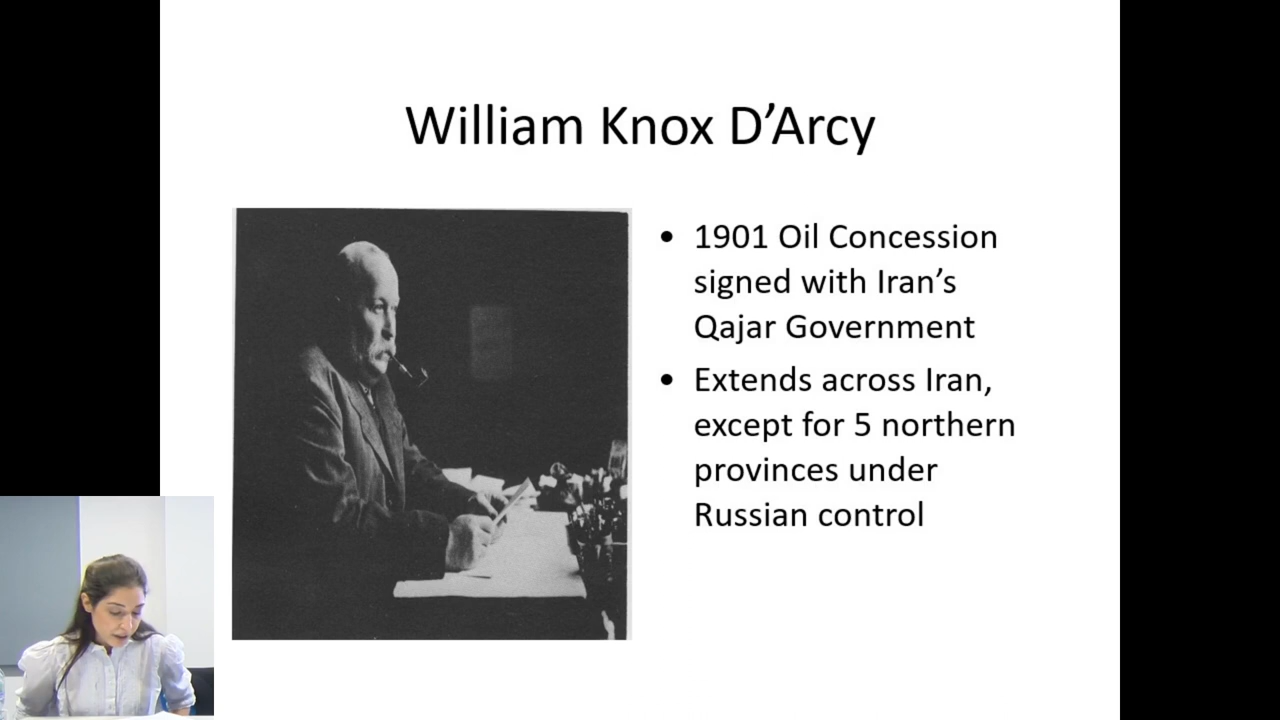 William Knox D’Arcy
• 1901 Oil Concession
signed with Iran’s
Qajar Government
• Extends across Iran,
except for 5 northern
provinces under
Russian control